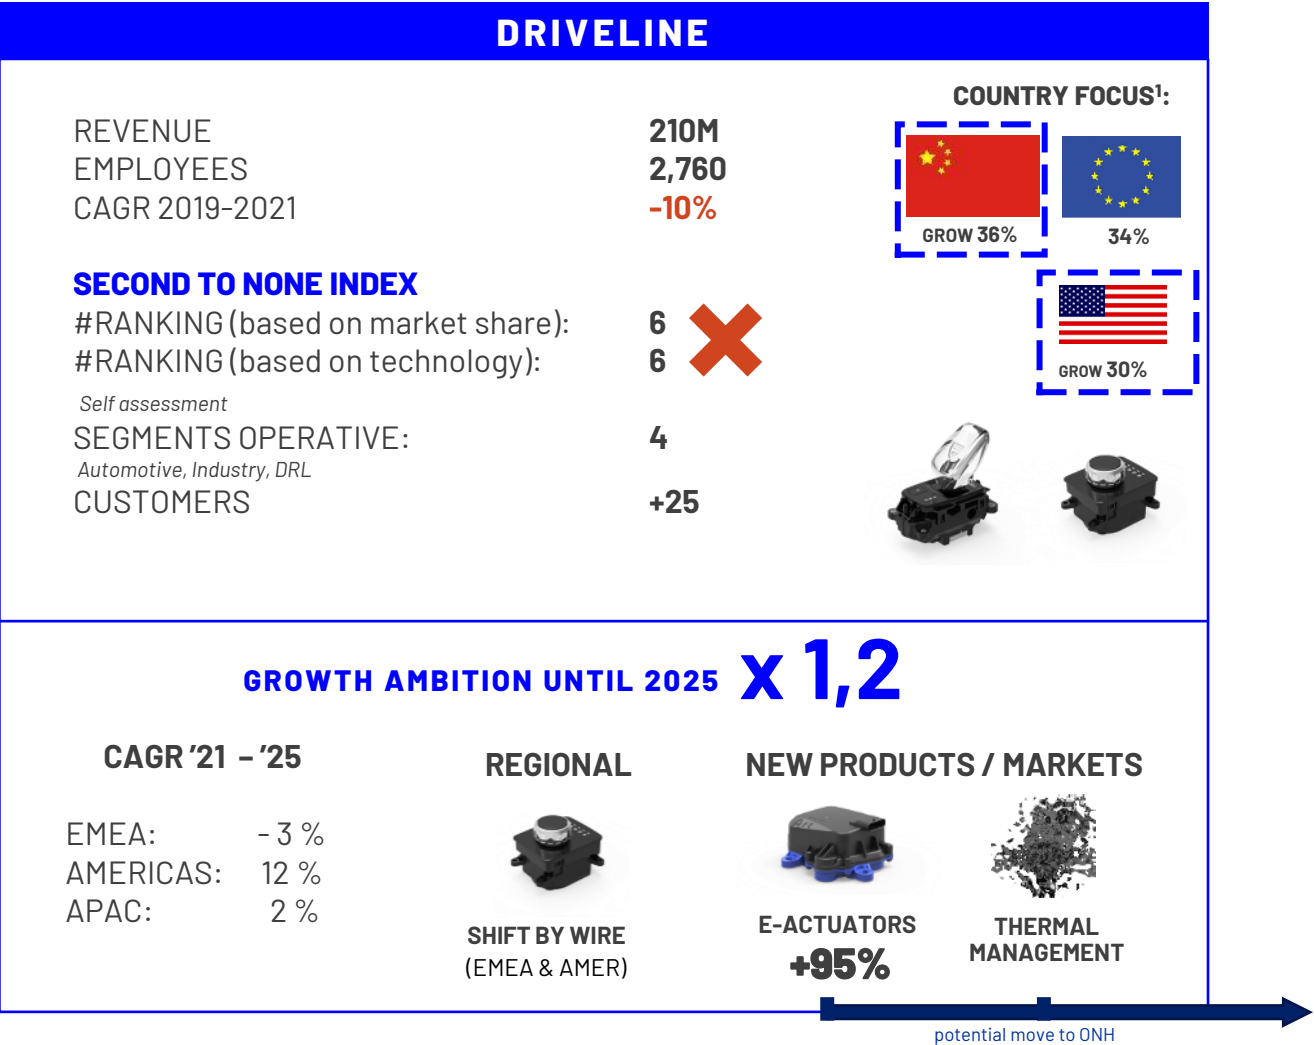 DRIVELINE
COUNTRY FOCUS¹:
REVENUE 210M
EMPLOYEES 2,760
CAGR 2019-2021 -10%
GROW 36%
34%
SECOND TO NONE INDEX
#RANKING (based on market share): 6
#RANKING (based on technology): 6
GROW 30%
Self assessment
SEGMENTS OPERATIVE: 4
Automotive, Industry, DRL
CUSTOMERS +25
GROWTH AMBITION UNTIL 2025 x 1,2
CAGR '21 – '25
EMEA: - 3 %
AMERICAS: 12 %
APAC: 2 %
REGIONAL
SHIFT BY WIRE
(EMEA & AMER)
NEW PRODUCTS / MARKETS
E-ACTUATORS
+95%
THERMAL
MANAGEMENT
potential move to ONH